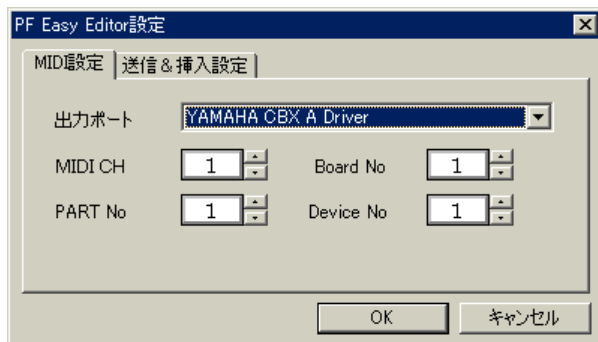 PF Easy Editor設定
MIDI設定 送信＆挿入設定
出力ポート YAMAHA CBX A Driver
MIDI CH 1 Board No 1
PART No 1 Device No 1
OK キャンセル